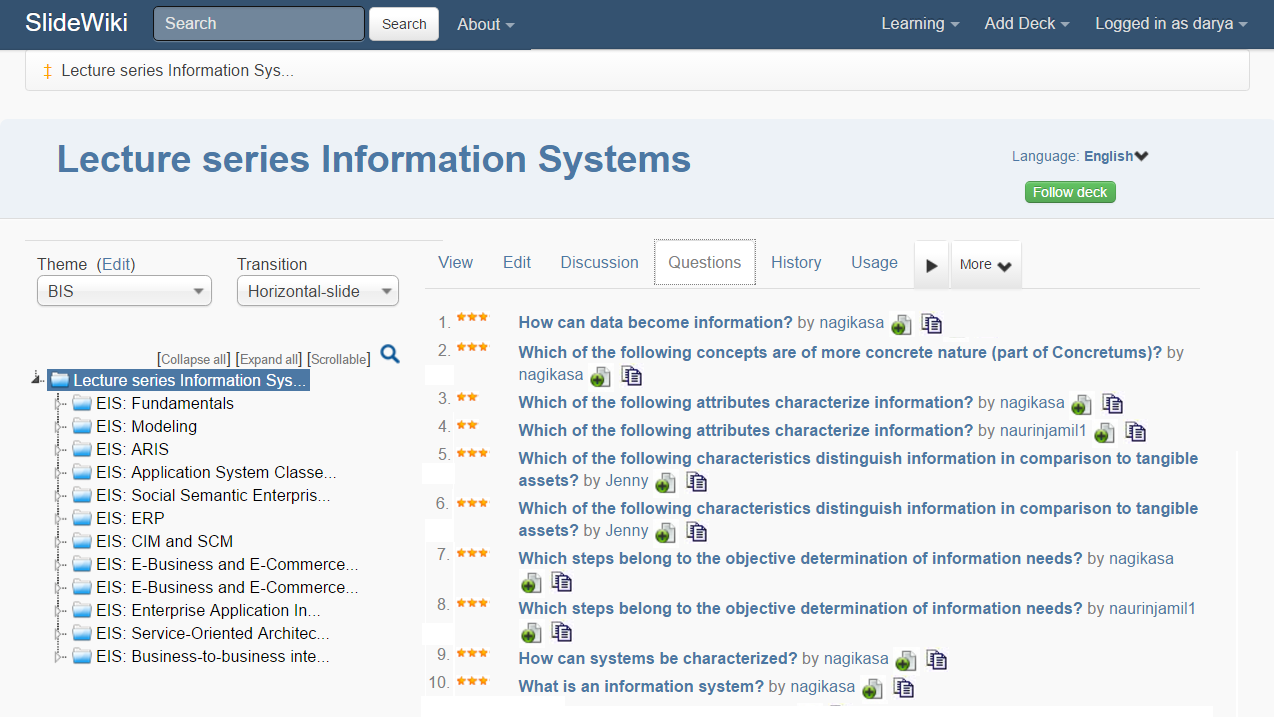 SlideWiki Search Search About Learning Add Deck Logged in as darya
‡ Lecture series Information Sys...
Lecture series Information Systems
Language: English
Follow deck
Theme (Edit) Transition
BIS Horizontal-slide
[Collapse all] [Expand all] [Scrollable]
Lecture series Information Sys...
EIS: Fundamentals
EIS: Modeling
EIS: ARIS
EIS: Application System Classe...
EIS: Social Semantic Enterpris...
EIS: ERP
EIS: CIM and SCM
EIS: E-Business and E-Commerce...
EIS: E-Business and E-Commerce...
EIS: Enterprise Application In...
EIS: Service-Oriented Architec...
EIS: Business-to-business inte...
View Edit Discussion Questions History Usage More
1. How can data become information? by nagikasa
2. Which of the following concepts are of more concrete nature (part of Concretums)? by
nagikasa
3. Which of the following attributes characterize information? by nagikasa
4. Which of the following attributes characterize information? by naurinjamil1
5. Which of the following characteristics distinguish information in comparison to tangible
assets? by Jenny
6. Which of the following characteristics distinguish information in comparison to tangible
assets? by Jenny
7. Which steps belong to the objective determination of information needs? by nagikasa
8. Which steps belong to the objective determination of information needs? by naurinjamil1
9. How can systems be characterized? by nagikasa
10. What is an information system? by nagikasa